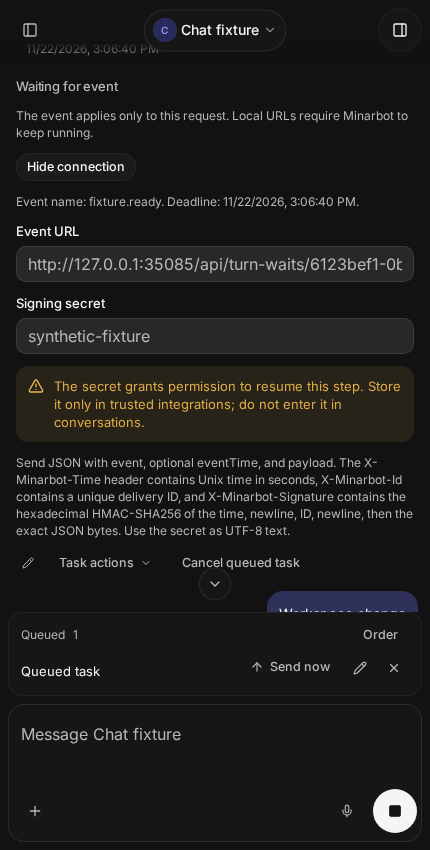 C Chat fixture
11/22/2026, 3:06:40 PM
Waiting for event
The event applies only to this request. Local URLs require Minarbot to
keep running.
Hide connection
Event name: fixture.ready. Deadline: 11/22/2026, 3:06:40 PM.
Event URL
http://127.0.0.1:35085/api/turn-waits/6123bef1-0b
Signing secret
synthetic-fixture
The secret grants permission to resume this step. Store
it only in trusted integrations; do not enter it in
conversations.
Send JSON with event, optional eventTime, and payload. The X-
Minarbot-Time header contains Unix time in seconds, X-Minarbot-Id
contains a unique delivery ID, and X-Minarbot-Signature contains the
hexadecimal HMAC-SHA256 of the time, newline, ID, newline, then the
exact JSON bytes. Use the secret as UTF-8 text.
Task actions Cancel queued task
Workspace change
Queued 1 Order
Queued task Send now
Message Chat fixture